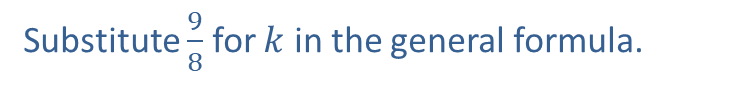 Substitute 9/8 for k in the general formula.